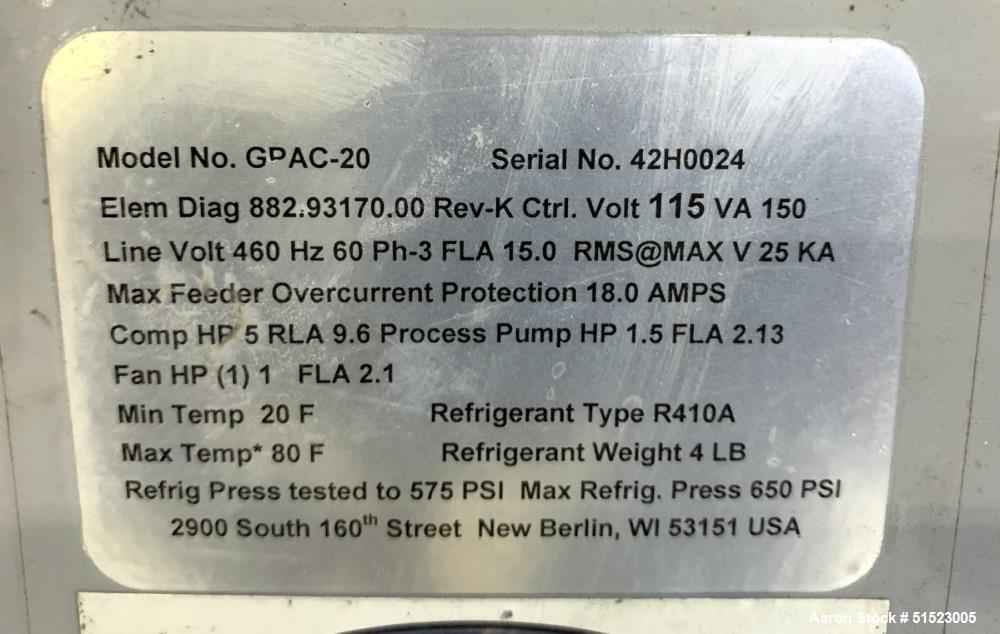 Model No. GPAC-20 Serial No. 42H0024
Elem Diag 882.93170.00 Rev-K Ctrl. Volt 115 VA 150
Line Volt 460 Hz 60 Ph-3 FLA 15.0 RMS@MAX V 25 KA
Max Feeder Overcurrent Protection 18.0 AMPS
Comp HP 5 RLA 9.6 Process Pump HP 1.5 FLA 2.13
Fan HP (1) 1 FLA 2.1
Min Temp 20 F Refrigerant Type R410A
Max Temp* 80 F Refrigerant Weight 4 LB
Refrig Press tested to 575 PSI Max Refrig. Press 650 PSI
2900 South 160th Street New Berlin, WI 53151 USA
Aaron Stock # 51523005